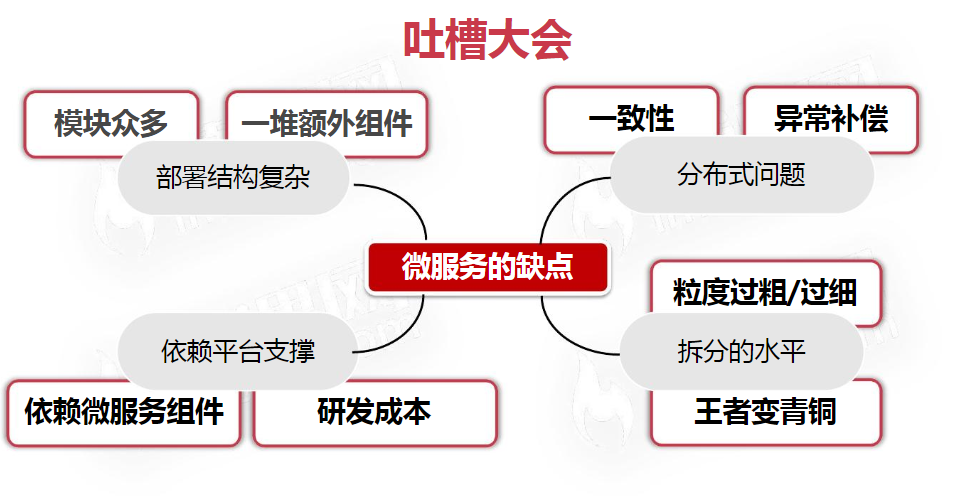 吐槽大会
模块众多
一堆额外组件
部署结构复杂
一致性
异常补偿
分布式问题
微服务的缺点
粒度过粗/过细
拆分的水平
王者变青铜
依赖平台支撑
依赖微服务组件
研发成本